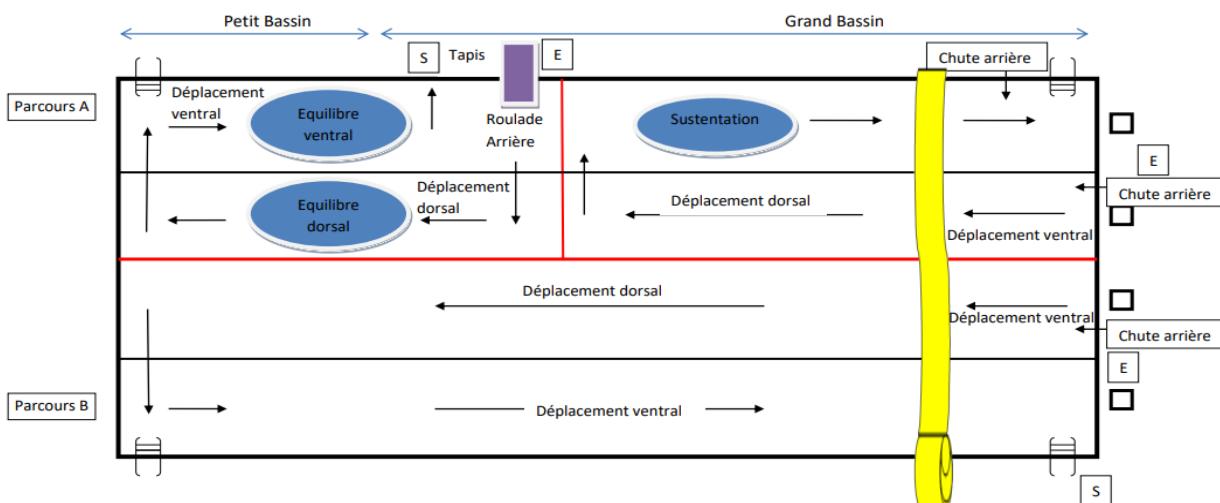 Petit Bassin
Grand Bassin
S
Tapis
E
Chute arrière
Parcours A
Déplacement
ventral
Equilibre
ventral
Roulade
Arrière
Sustentation
E
Déplacement
dorsal
Equilibre
dorsal
Déplacement dorsal
Chute arrière
Déplacement ventral
Déplacement dorsal
Déplacement ventral
Chute arrière
E
Parcours B
Déplacement ventral
S